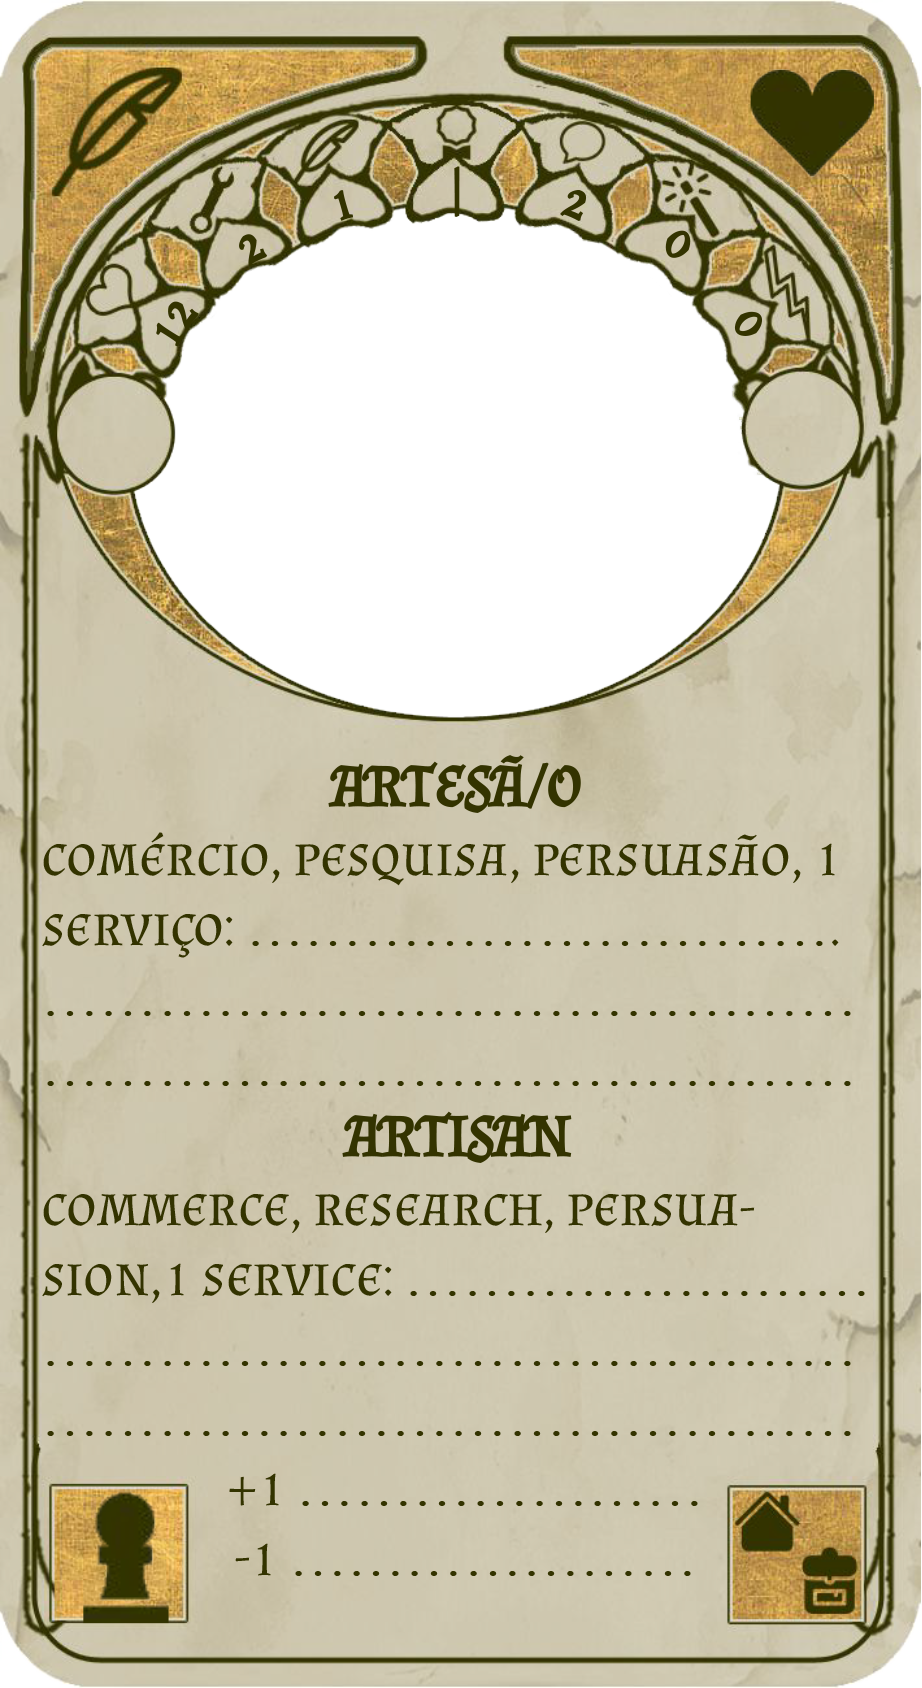 12 2 1 | 2 0 0
ARTESÃ/O
COMÉRCIO, PESQUISA, PERSUASÃO, 1
SERVIÇO: ...............................
..................................
..................................
ARTISAN
COMMERCE, RESEARCH, PERSUA-
SION,1 SERVICE: ........................
..................................
..................................
+1 .....................
-1 .....................